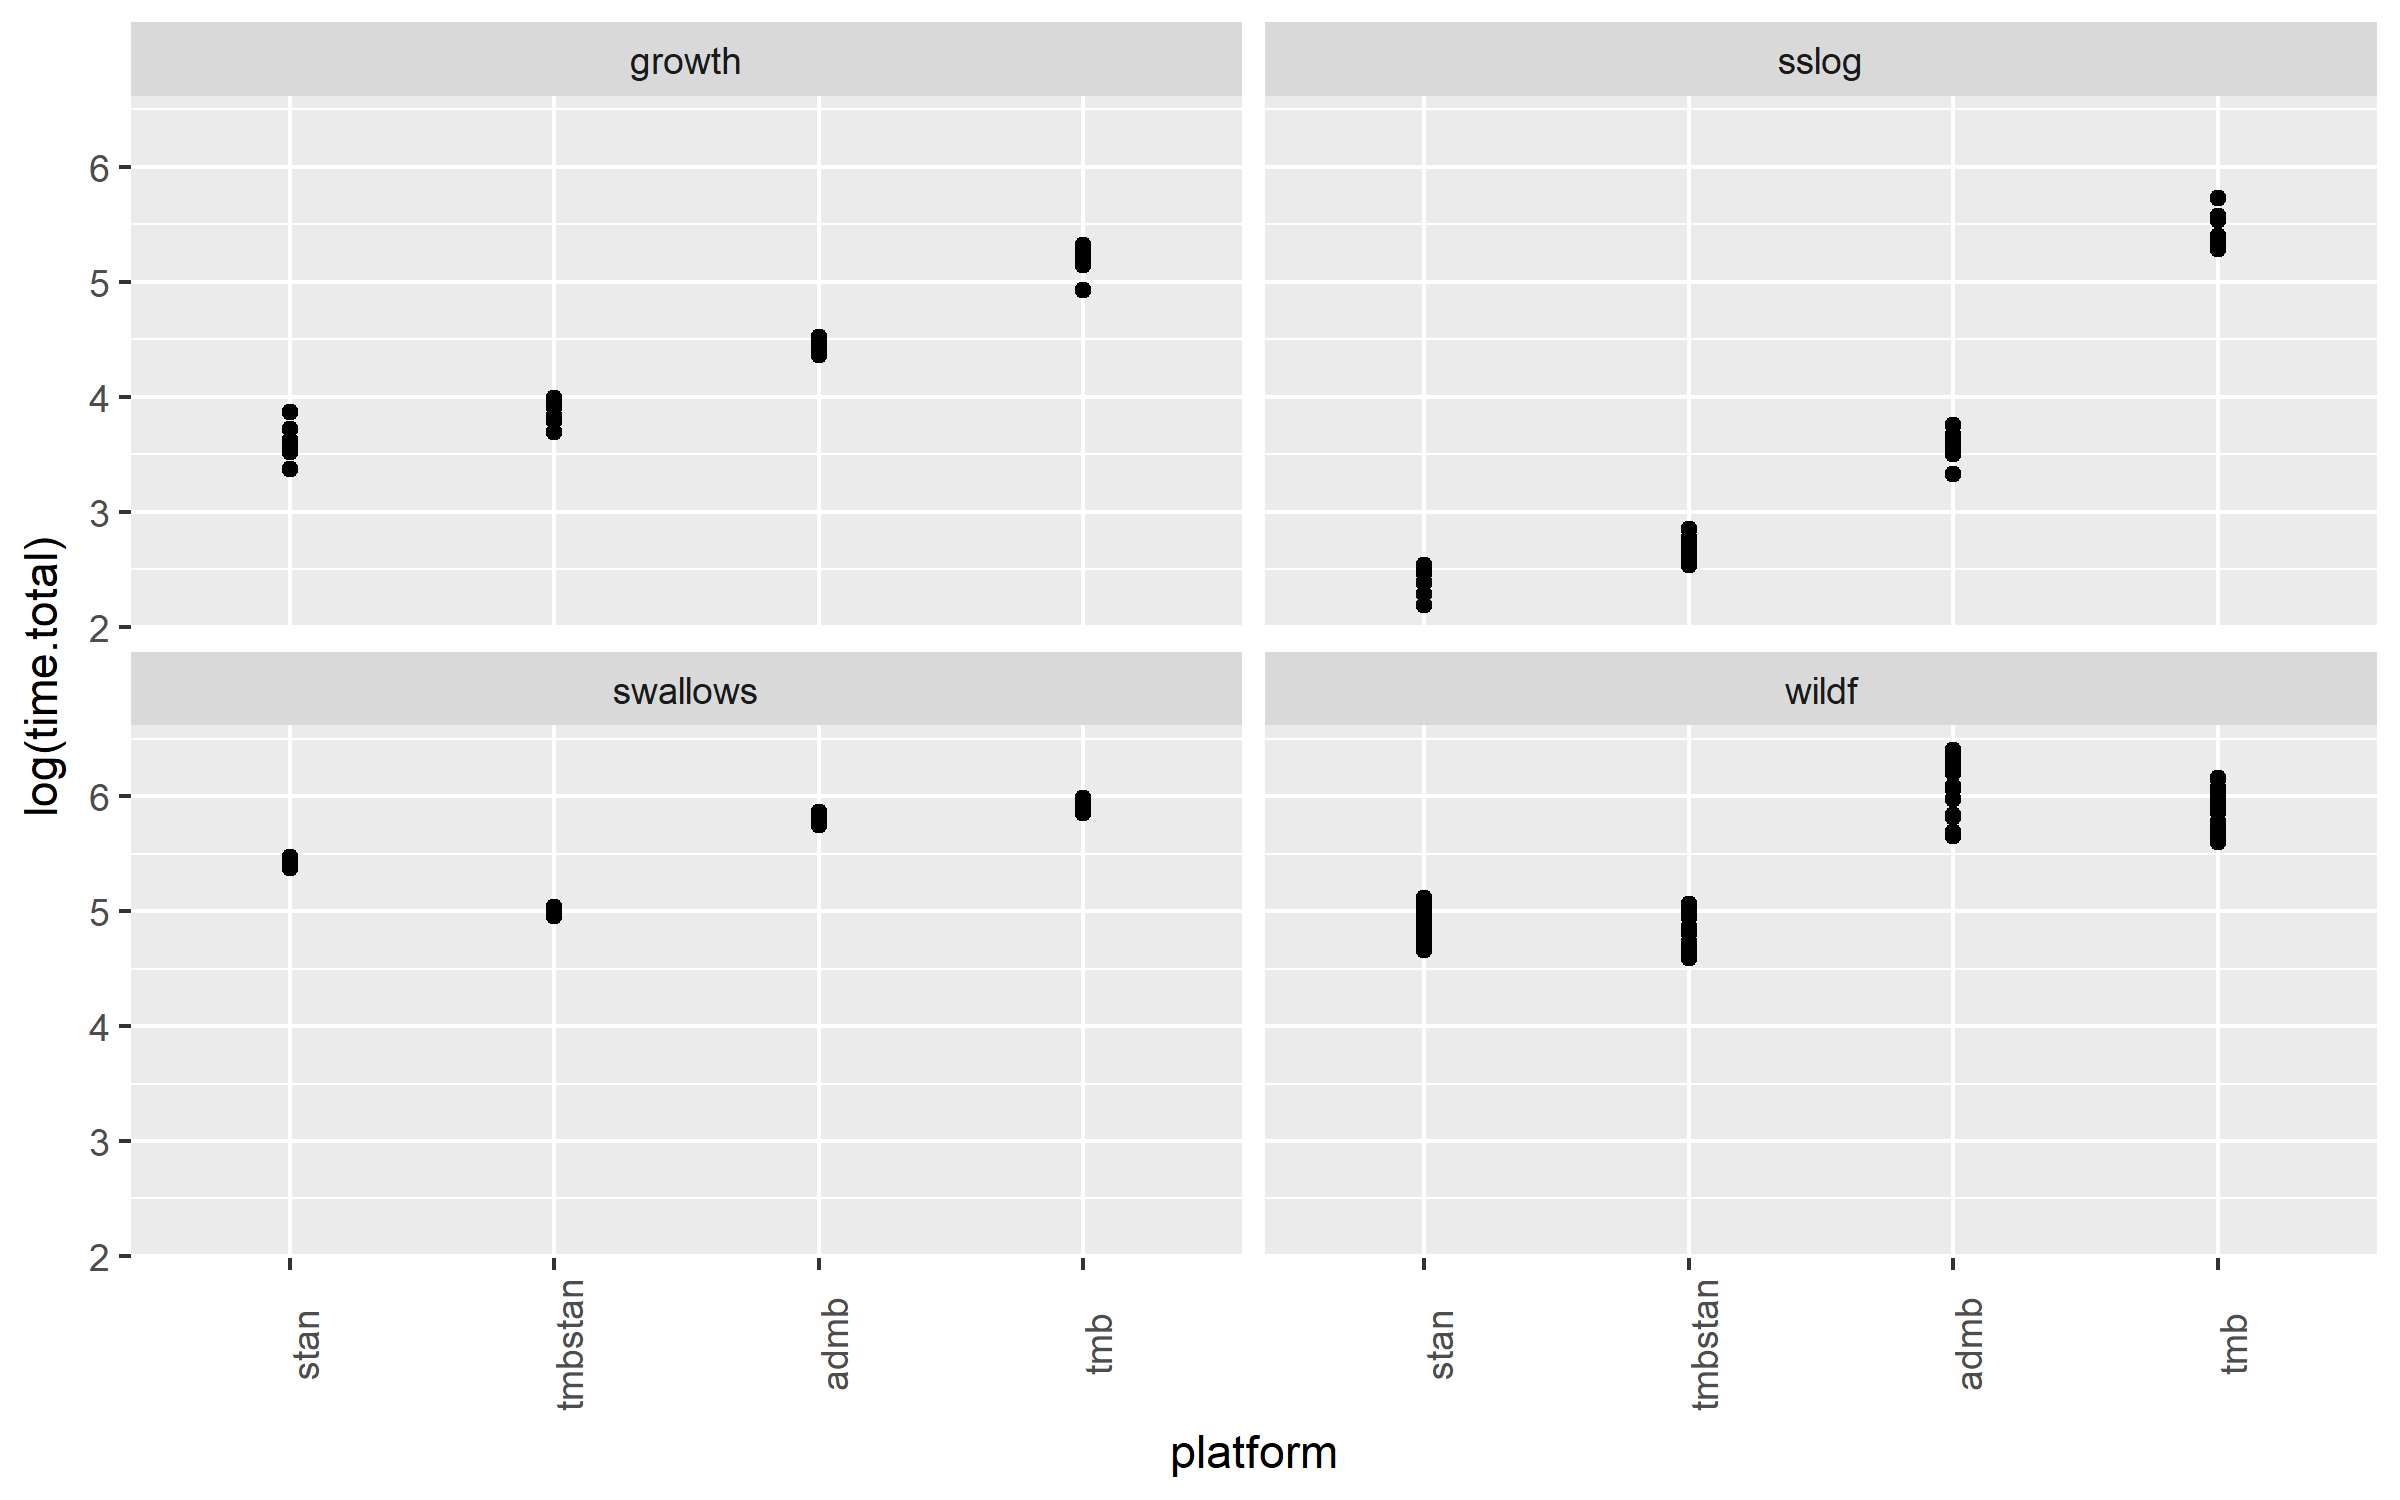 growth
sslog
6
5
4
3
2
swallows
wildf
6
5
4
3
2
log(time.total)
stan
tmbstan
admb
tmb
stan
tmbstan
admb
tmb
platform